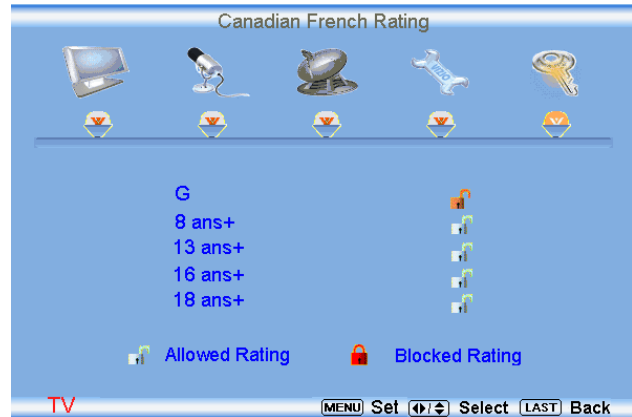 Canadian French Rating
VIZIO
G
8 ans+
13 ans+
16 ans+
18 ans+
Allowed Rating
Blocked Rating
TV
MENU Set / Select LAST Back